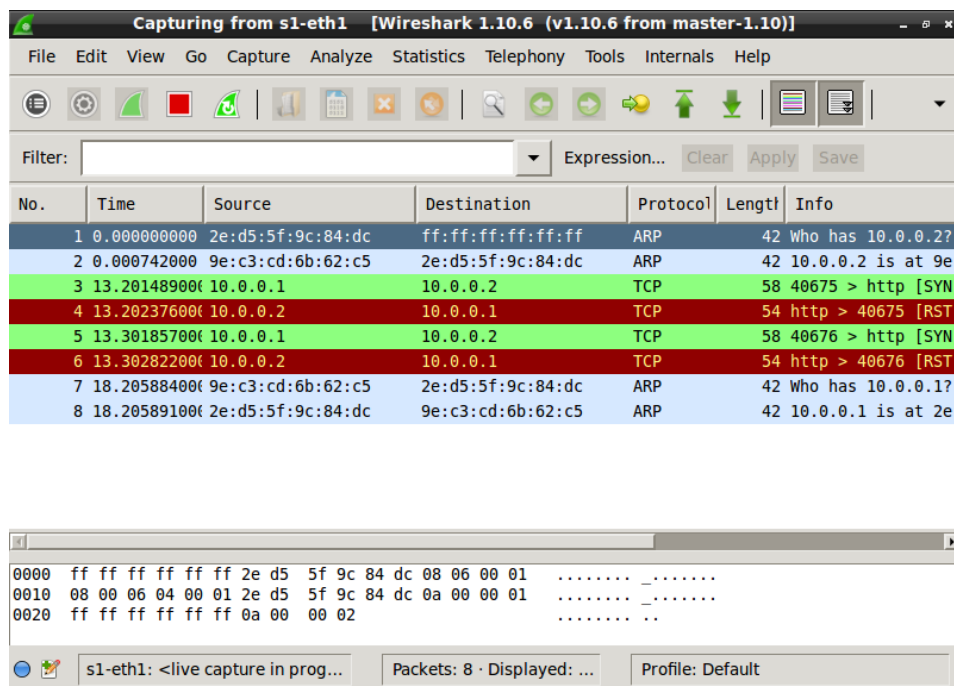 Capturing from s1-eth1 [Wireshark 1.10.6 (v1.10.6 from master-1.10)]
File Edit View Go Capture Analyze Statistics Telephony Tools Internals Help
Filter: Expression... Clear Apply Save
No. Time Source Destination Protocol Length Info
1 0.000000000 2e:d5:5f:9c:84:dc ff:ff:ff:ff:ff:ff ARP 42 Who has 10.0.0.2?
2 0.000742000 9e:c3:cd:6b:62:c5 2e:d5:5f:9c:84:dc ARP 42 10.0.0.2 is at 9e
3 13.20148900 10.0.0.1 10.0.0.2 TCP 58 40675 > http [SYN
4 13.20237600 10.0.0.2 10.0.0.1 TCP 54 http > 40675 [RST
5 13.30185700 10.0.0.1 10.0.0.2 TCP 58 40676 > http [SYN
6 13.30282200 10.0.0.2 10.0.0.1 TCP 54 http > 40676 [RST
7 18.20588400 9e:c3:cd:6b:62:c5 2e:d5:5f:9c:84:dc ARP 42 Who has 10.0.0.1?
8 18.20589100 2e:d5:5f:9c:84:dc 9e:c3:cd:6b:62:c5 ARP 42 10.0.0.1 is at 2e
0000 ff ff ff ff ff ff 2e d5 5f 9c 84 dc 08 06 00 01 ........ _.......
0010 08 00 06 04 00 01 2e d5 5f 9c 84 dc 0a 00 00 01 ........ _.......
0020 ff ff ff ff ff ff 0a 00 00 02 ........ ..
s1-eth1: <live capture in prog... Packets: 8 · Displayed: ... Profile: Default